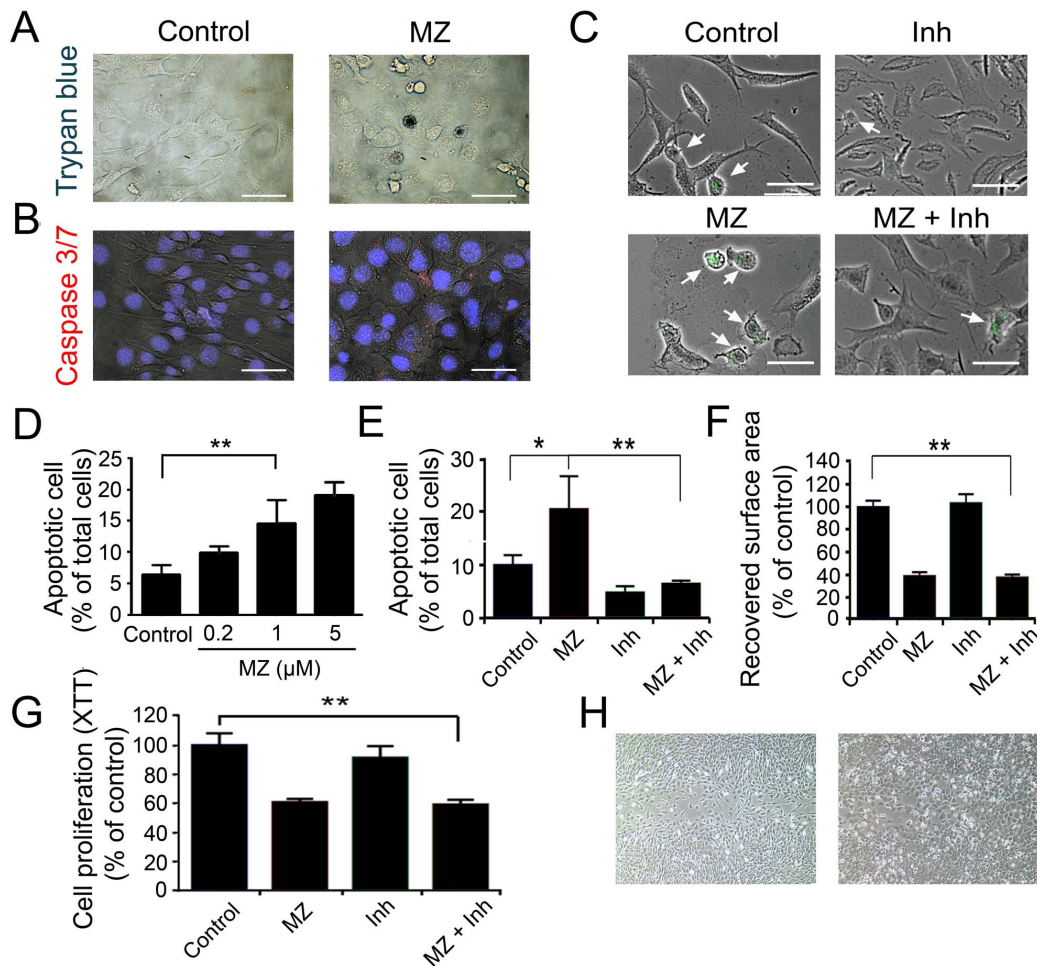 A
Control
MZ
Trypan blue
B
Caspase 3/7
C
Control
Inh
MZ
MZ + Inh
D
**
Apoptotic cell
(% of total cells)
25
20
15
10
5
0
Control
0.2
1
5
MZ (µM)
E
*
**
Apoptotic cell
(% of total cells)
30
20
10
0
Control
MZ
Inh
MZ + Inh
F
**
Recovered surface area
(% of control)
140
120
100
80
60
40
20
0
Control
MZ
Inh
MZ + Inh
G
**
Cell proliferation (XTT)
(% of control)
120
100
80
60
40
20
0
Control
MZ
Inh
MZ + Inh
H